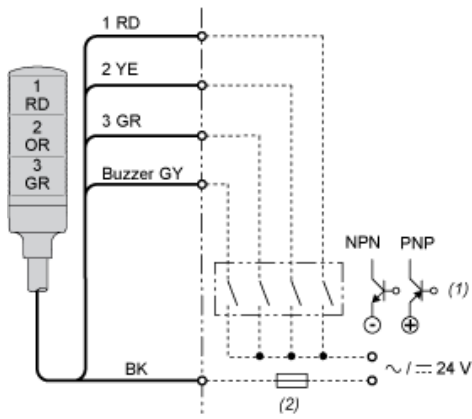 1 RD
2 YE
3 GR
Buzzer GY
1
RD
2
OR
3
GR
NPN PNP
(1)
- +
BK
~ / ⎓ 24 V
(2)